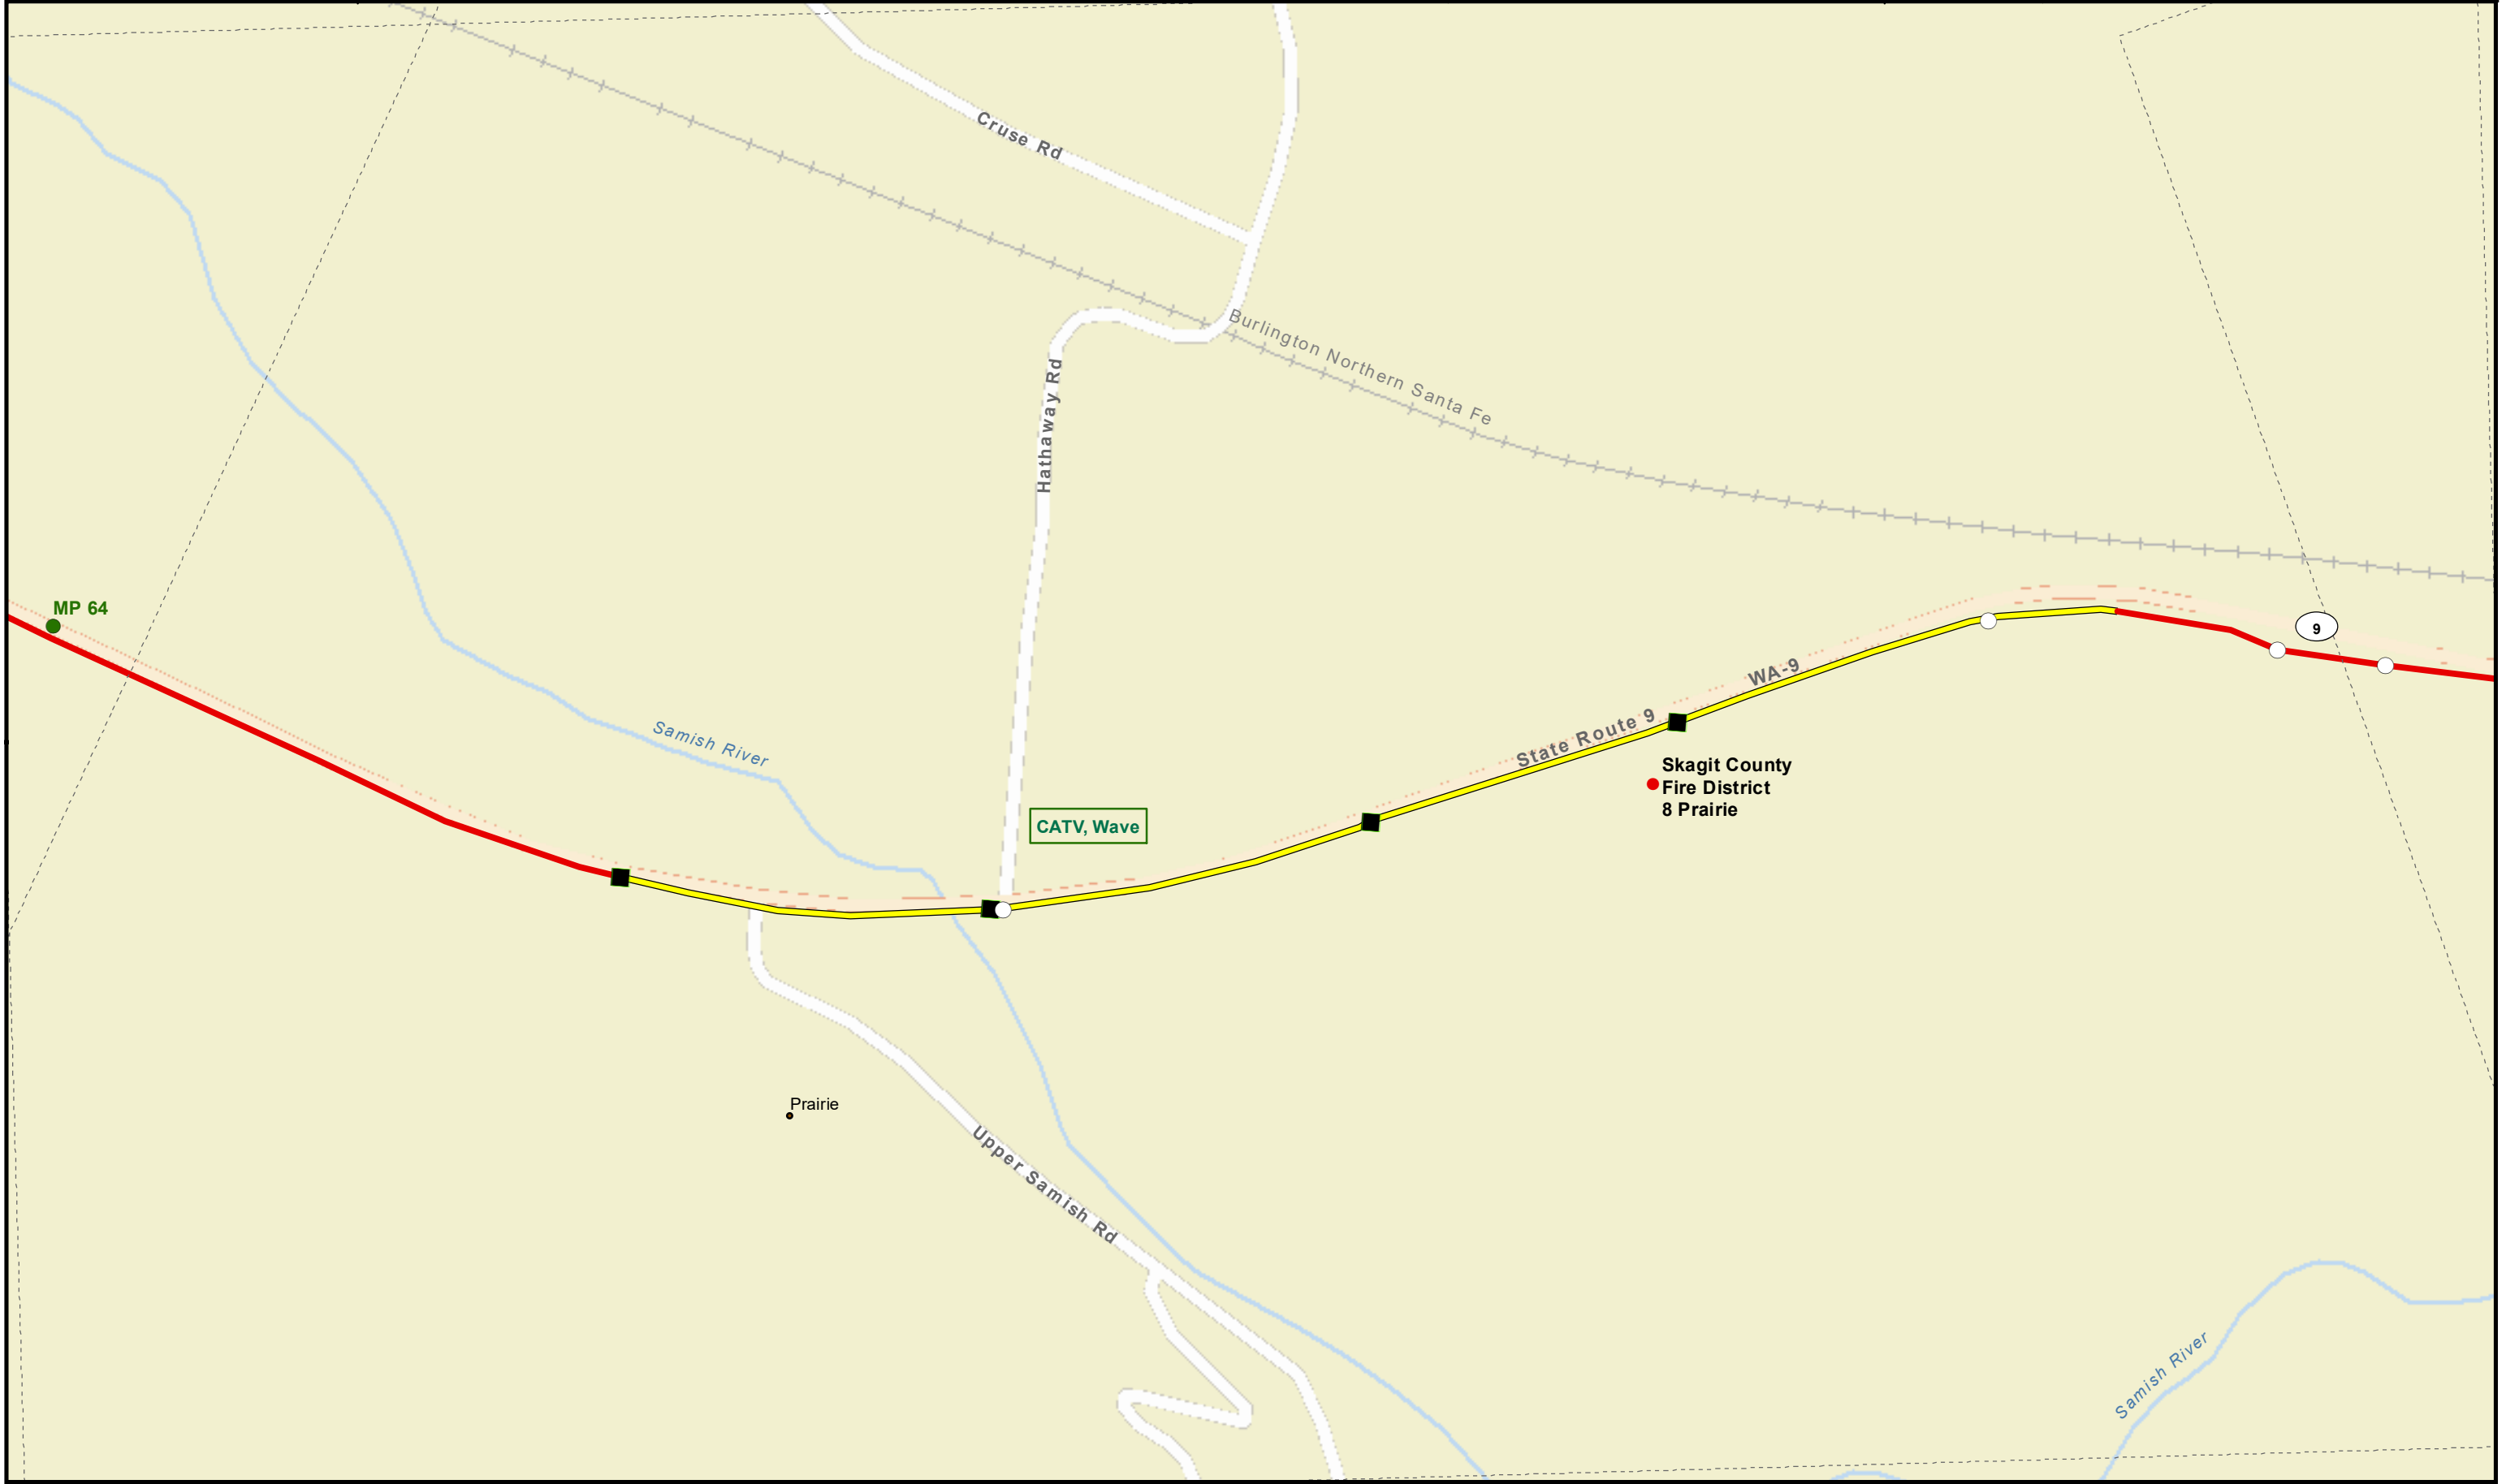 Cruse Rd
Burlington Northern Santa Fe
Hathaway Rd
MP 64
9
WA-9
State Route 9
Samish River
Skagit County
Fire District
8 Prairie
CATV, Wave
Prairie
Upper Samish Rd
Samish River